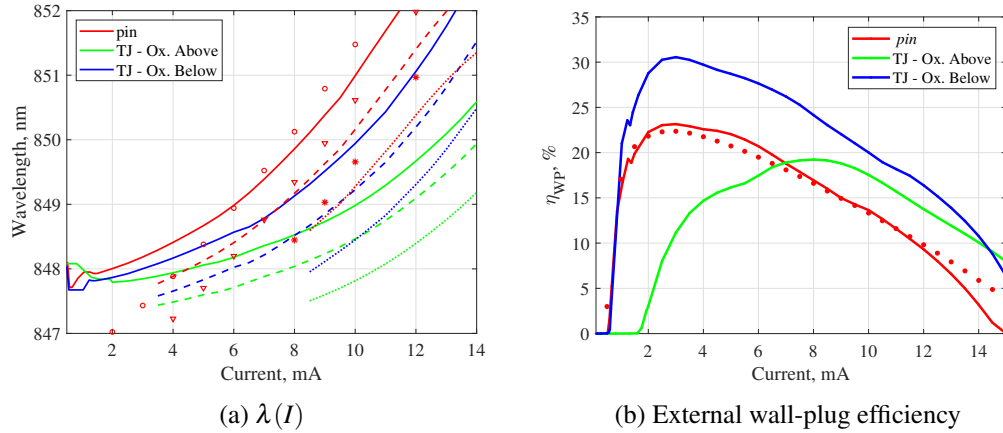 852
851
850
849
848
847
Wavelength, nm
pin
TJ - Ox. Above
TJ - Ox. Below
2 4 6 8 10 12 14
Current, mA
(a) λ(I)
35
30
25
20
15
10
5
0
η_WP, %
pin
TJ - Ox. Above
TJ - Ox. Below
2 4 6 8 10 12 14
Current, mA
(b) External wall-plug efficiency